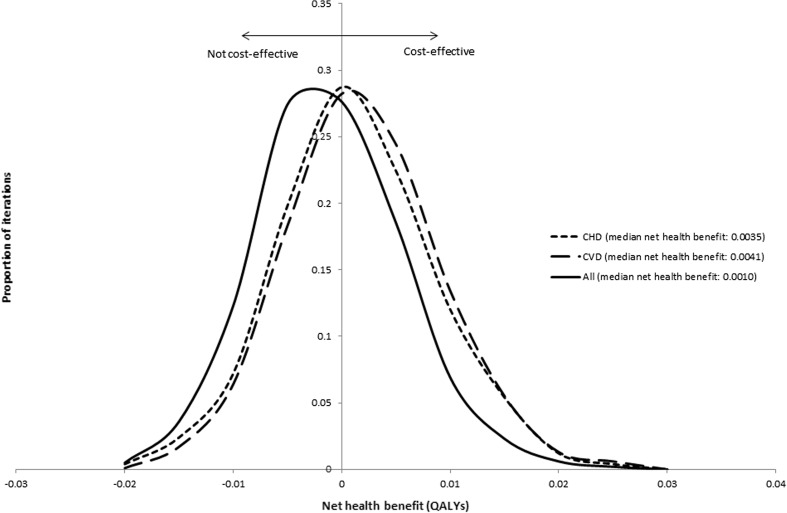 0.35
Not cost-effective
Cost-effective
0.3
0.25
0.2
0.15
0.1
0.05
0
Proportion of iterations
CHD (median net health benefit: 0.0035)
CVD (median net health benefit: 0.0041)
All (median net health benefit: 0.0010)
-0.03 -0.02 -0.01 0 0.01 0.02 0.03 0.04
Net health benefit (QALYs)